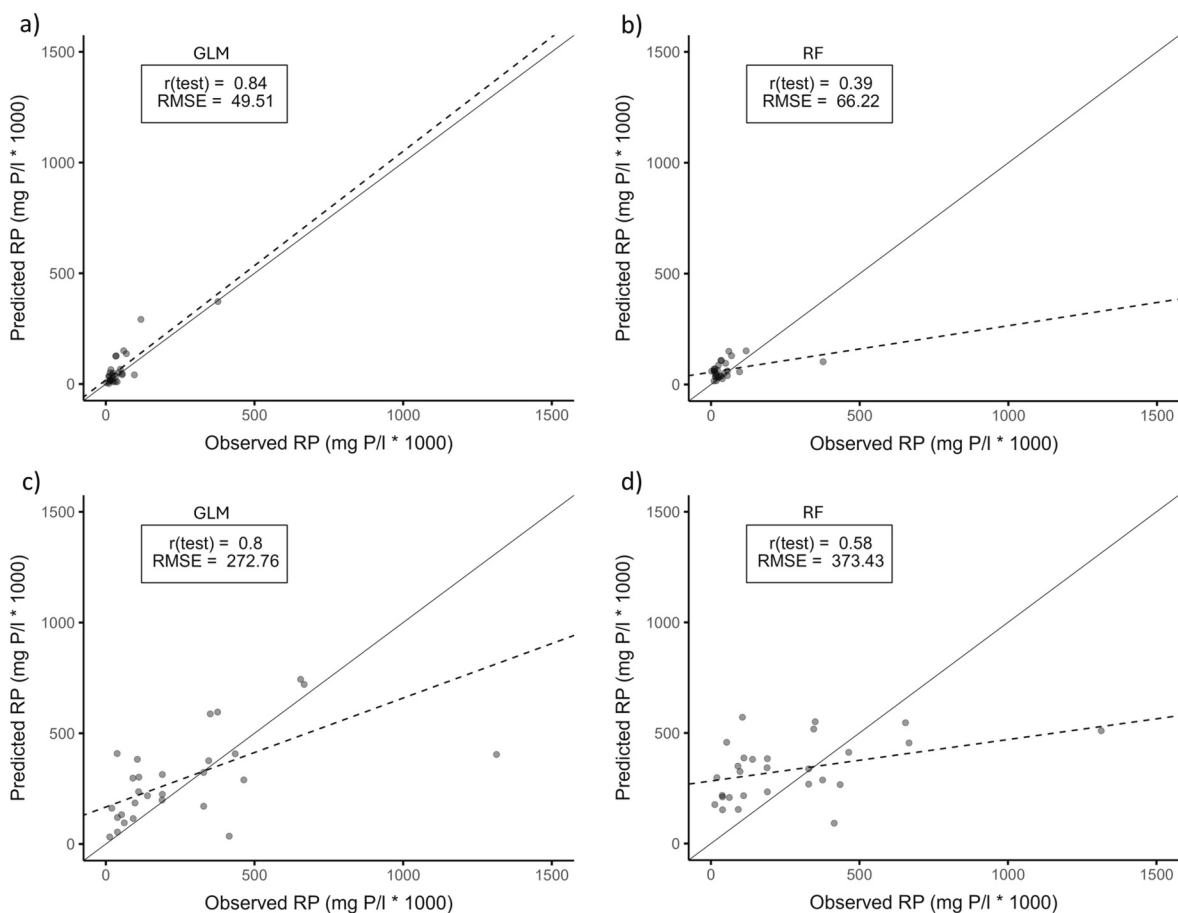 a)
GLM
r(test) = 0.84
RMSE = 49.51
1500
1000
500
0
Predicted RP (mg P/l * 1000)
0 500 1000 1500
Observed RP (mg P/l * 1000)
b)
RF
r(test) = 0.39
RMSE = 66.22
1500
1000
500
0
Predicted RP (mg P/l * 1000)
0 500 1000 1500
Observed RP (mg P/l * 1000)
c)
GLM
r(test) = 0.8
RMSE = 272.76
1500
1000
500
0
Predicted RP (mg P/l * 1000)
0 500 1000 1500
Observed RP (mg P/l * 1000)
d)
RF
r(test) = 0.58
RMSE = 373.43
1500
1000
500
0
Predicted RP (mg P/l * 1000)
0 500 1000 1500
Observed RP (mg P/l * 1000)